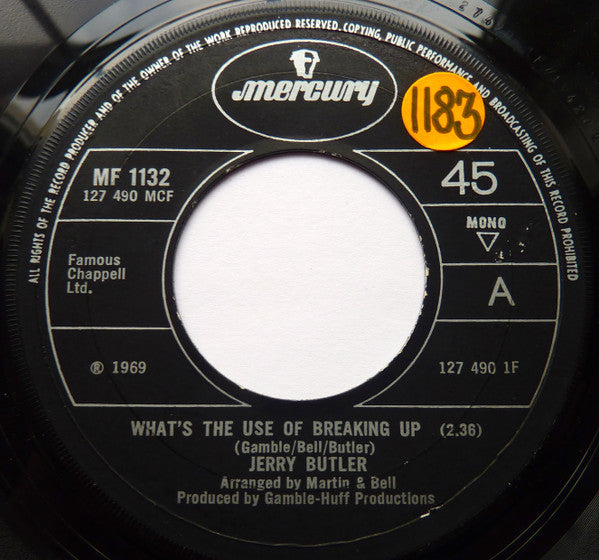 ALL RIGHTS OF THE RECORD PRODUCER AND OF THE OWNER OF THE WORK REPRODUCED RESERVED. COPYING, PUBLIC PERFORMANCE AND BROADCASTING OF THIS RECORD PROHIBITED
mercury
1183
MF 1132
127 490 MCF
45
MONO
Famous
Chappell
Ltd.
A
℗ 1969
127 490 1F
WHAT'S THE USE OF BREAKING UP (2.36)
(Gamble/Bell/Butler)
JERRY BUTLER
Arranged by Martin & Bell
Produced by Gamble-Huff Productions